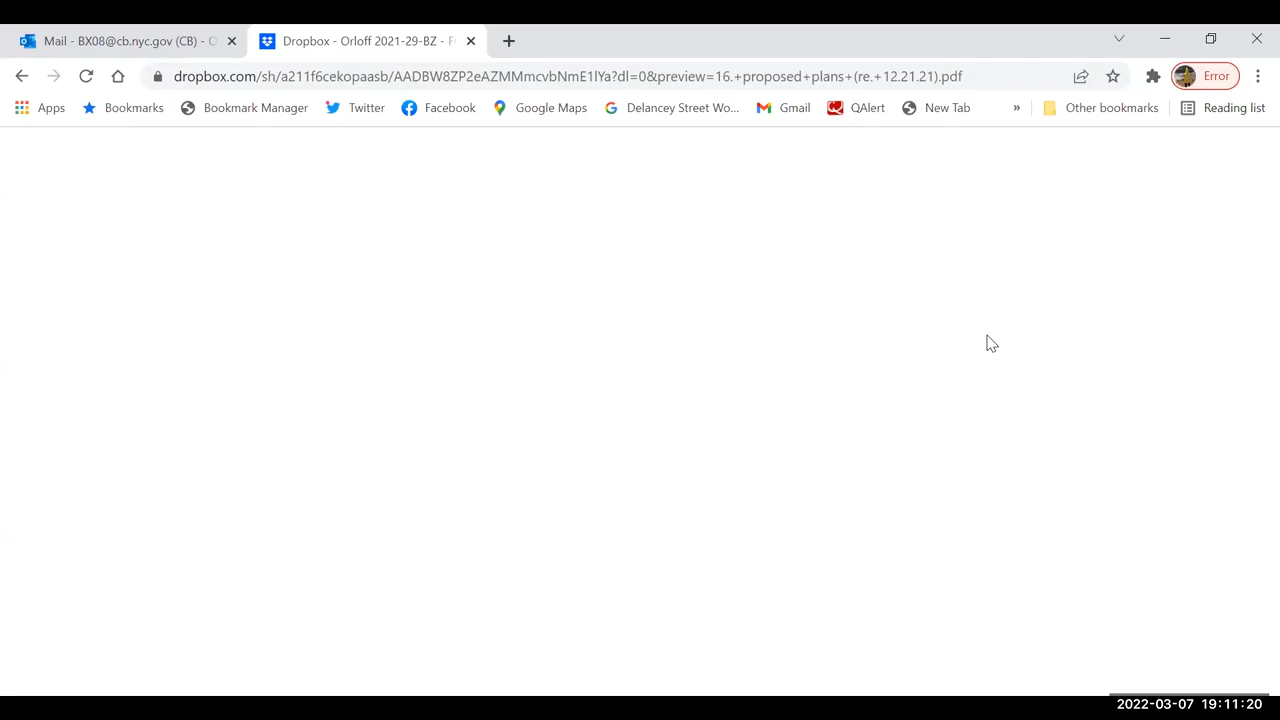 Mail - BX08@cb.nyc.gov (CB) - O
Dropbox - Orloff 2021-29-BZ - F
dropbox.com/sh/a211f6cekopaasb/AADBW8ZP2eAZMMmcvbNmE1lYa?dl=0&preview=16.+proposed+plans+(re.+12.21.21).pdf
Error
Apps
Bookmarks
Bookmark Manager
Twitter
Facebook
Google Maps
Delancey Street Wo...
Gmail
QAlert
New Tab
»
Other bookmarks
Reading list
2022-03-07 19:11:20